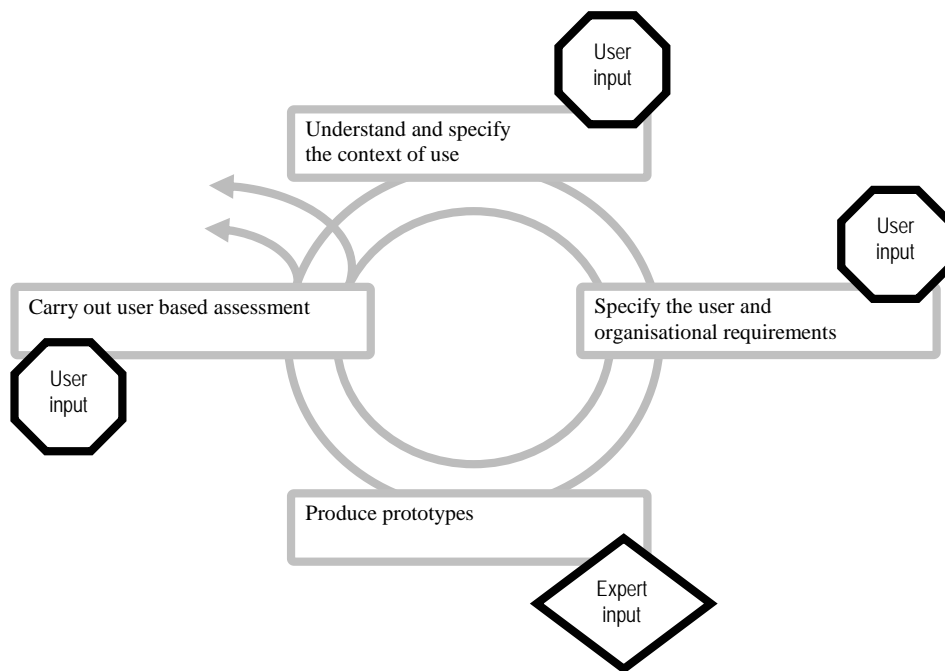 User
input
Understand and specify
the context of use
User
input
Carry out user based assessment
Specify the user and
organisational requirements
User
input
Produce prototypes
Expert
input